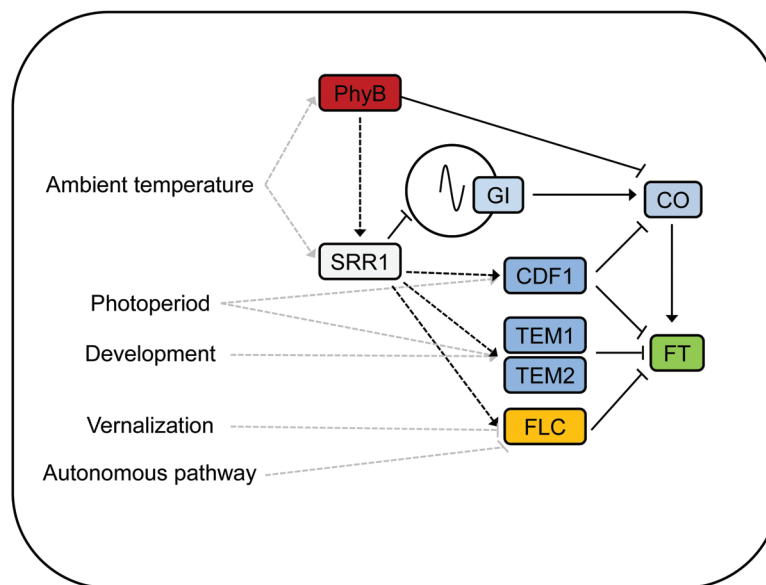 PhyB
Ambient temperature
GI
CO
SRR1
CDF1
Photoperiod
TEM1
Development
FT
TEM2
Vernalization
FLC
Autonomous pathway